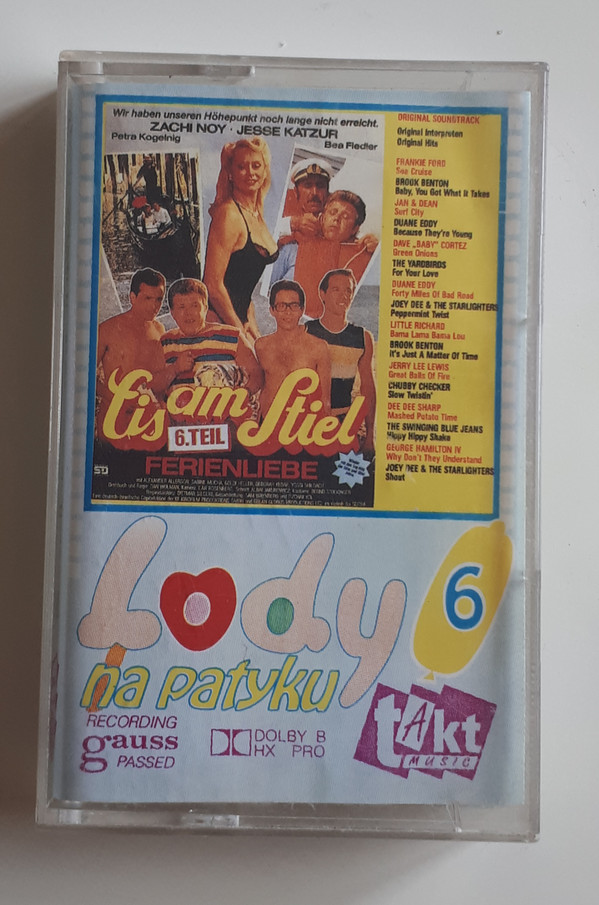 Wir haben unseren Höhepunkt noch lange nicht erreicht.
ZACHI NOY · JESSE KATZUR
Petra Kogelnig
Bea Fiedler
Eis am Stiel
6.TEIL
FERIENLIEBE
SD
ORIGINAL SOUNDTRACK
Original Interpreten
Original Hits
FRANKIE FORD
Sea Cruise
BROOK BENTON
Baby, You Got What It Takes
JAN & DEAN
Surf City
DUANE EDDY
Because They're Young
DAVE „BABY" CORTEZ
Green Onions
THE YARDBIRDS
For Your Love
DUANE EDDY
Forty Miles Of Bad Road
JOEY DEE & THE STARLIGHTERS
Peppermint Twist
LITTLE RICHARD
Bama Lama Bama Lou
BROOK BENTON
It's Just A Matter Of Time
JERRY LEE LEWIS
Great Balls Of Fire
CHUBBY CHECKER
Slow Twistin'
DEE DEE SHARP
Mashed Potato Time
THE SWINGING BLUE JEANS
Hippy Hippy Shake
GEORGE HAMILTON IV
Why Don't They Understand
JOEY DEE & THE STARLIGHTERS
Shout
Lody
na patyku
6
RECORDING
gauss
PASSED
DOLBY B
HX PRO
tAkt
MUSIC